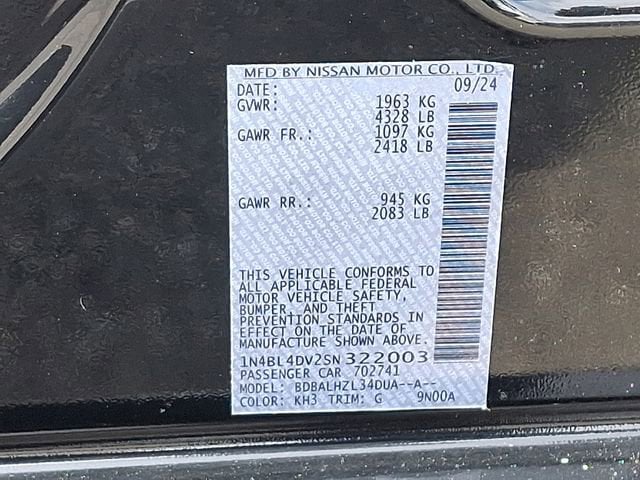 MFD BY NISSAN MOTOR CO., LTD.
DATE: 09/24
GVWR: 1963 KG
4328 LB
GAWR FR.: 1097 KG
2418 LB
GAWR RR.: 945 KG
2083 LB
THIS VEHICLE CONFORMS TO
ALL APPLICABLE FEDERAL
MOTOR VEHICLE SAFETY,
BUMPER, AND THEFT
PREVENTION STANDARDS IN
EFFECT ON THE DATE OF
MANUFACTURE SHOWN ABOVE.
1N4BL4DV2SN322003
PASSENGER CAR 702741
MODEL: BDBALHZL34DUA--A--
COLOR: KH3 TRIM: G 9N00A